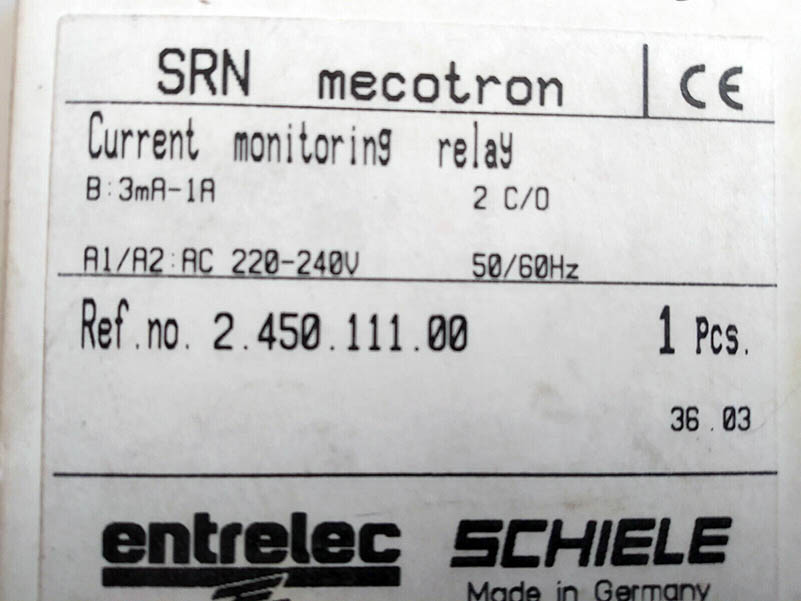 SRN mecotron CE
Current monitoring relay
B:3mA-1A 2 C/O
A1/A2:AC 220-240V 50/60Hz
Ref.no. 2.450.111.00 1 Pcs.
36.03
entrelec SCHIELE
Made in Germany